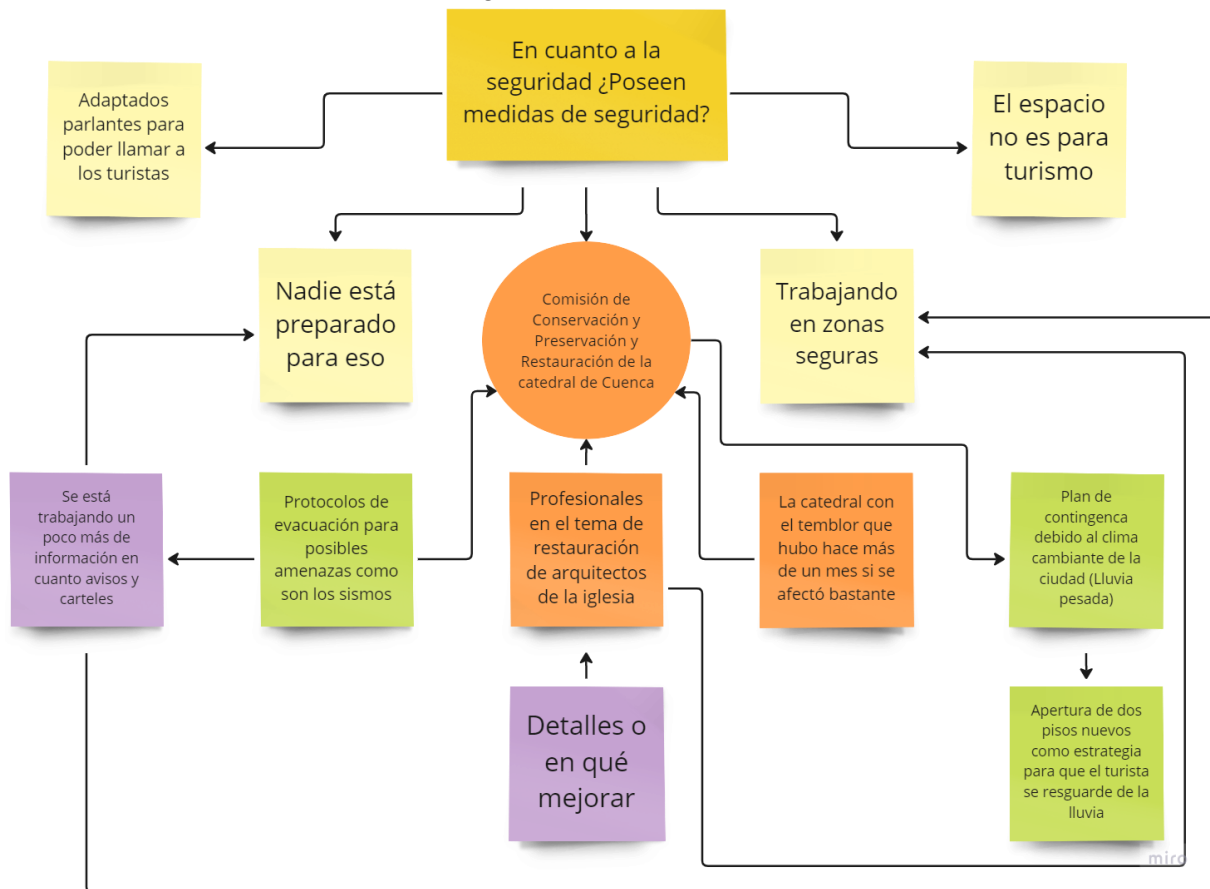 En cuanto a la
seguridad ¿Poseen
medidas de seguridad?
Adaptados
parlantes para
poder llamar a
los turistas
El espacio
no es para
turismo
Nadie está
preparado
para eso
Comisión de
Conservación y
Preservación y
Restauración de la
catedral de Cuenca
Trabajando
en zonas
seguras
Se está
trabajando un
poco más de
información en
cuanto avisos y
carteles
Protocolos de
evacuación para
posibles
amenazas como
son los sismos
Profesionales
en el tema de
restauración
de arquitectos
de la iglesia
La catedral con
el temblor que
hubo hace más
de un mes si se
afectó bastante
Plan de
contingenca
debido al clima
cambiante de la
ciudad (Lluvia
pesada)
Detalles o
en qué
mejorar
Apertura de dos
pisos nuevos
como estrategia
para que el turista
se resguarde de la
lluvia
miro